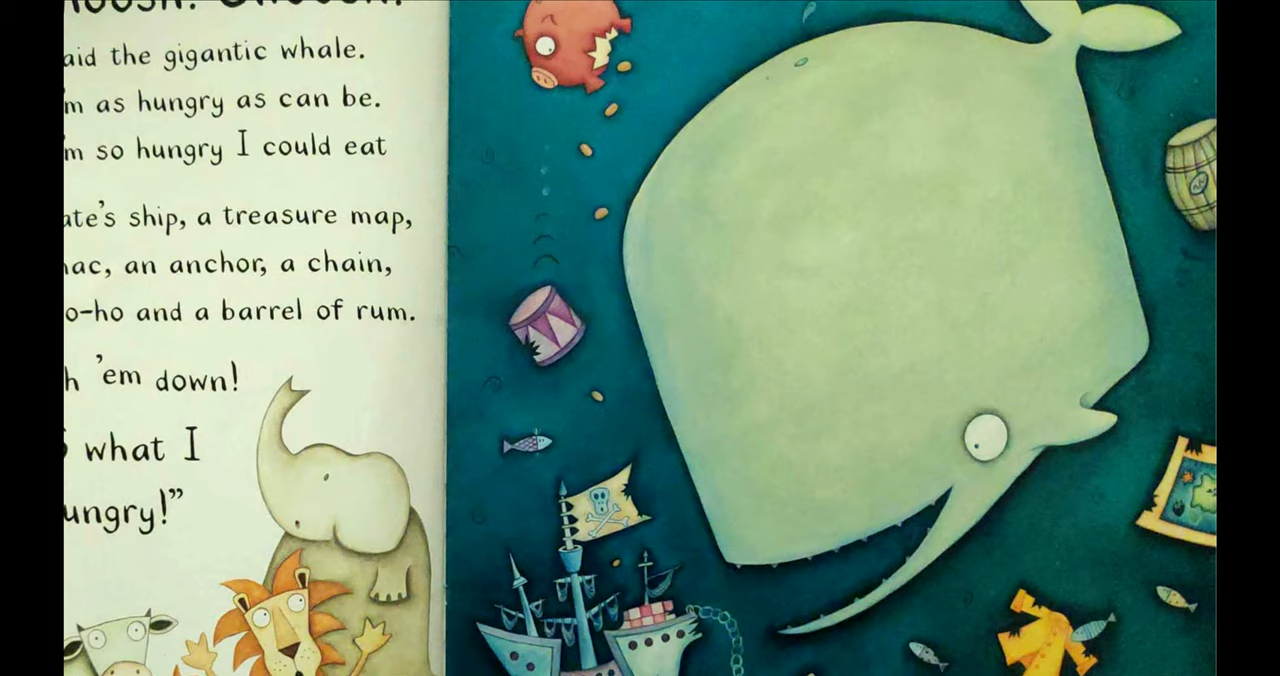 aid the gigantic whale.
'm as hungry as can be.
'm so hungry I could eat
ate's ship, a treasure map,
ac, an anchor, a chain,
o-ho and a barrel of rum.
h 'em down!
what I
ungry!”